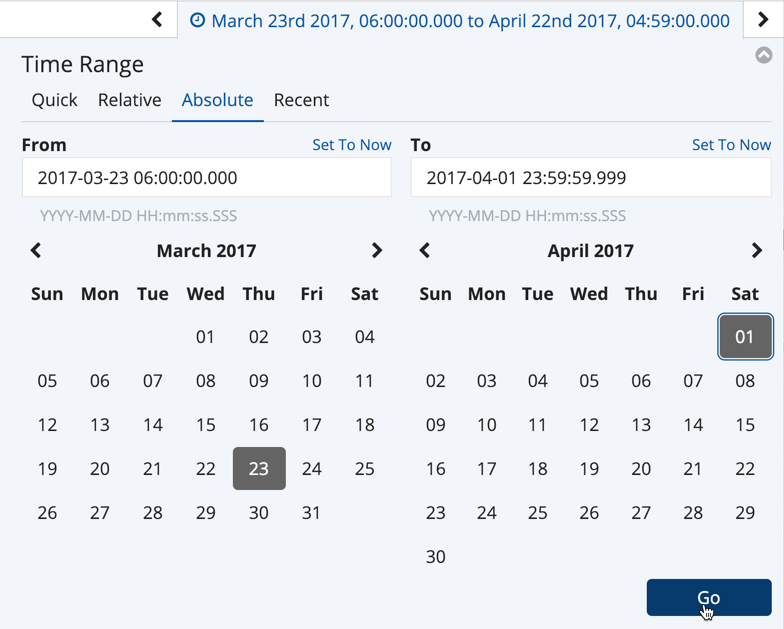 March 23rd 2017, 06:00:00.000 to April 22nd 2017, 04:59:00.000
Time Range
Quick Relative Absolute Recent
From Set To Now To Set To Now
2017-03-23 06:00:00.000 2017-04-01 23:59:59.999
YYYY-MM-DD HH:mm:ss.SSS YYYY-MM-DD HH:mm:ss.SSS
March 2017 April 2017
Sun Mon Tue Wed Thu Fri Sat Sun Mon Tue Wed Thu Fri Sat
01 02 03 04 01
05 06 07 08 09 10 11 02 03 04 05 06 07 08
12 13 14 15 16 17 18 09 10 11 12 13 14 15
19 20 21 22 23 24 25 16 17 18 19 20 21 22
26 27 28 29 30 31 23 24 25 26 27 28 29
30
Go